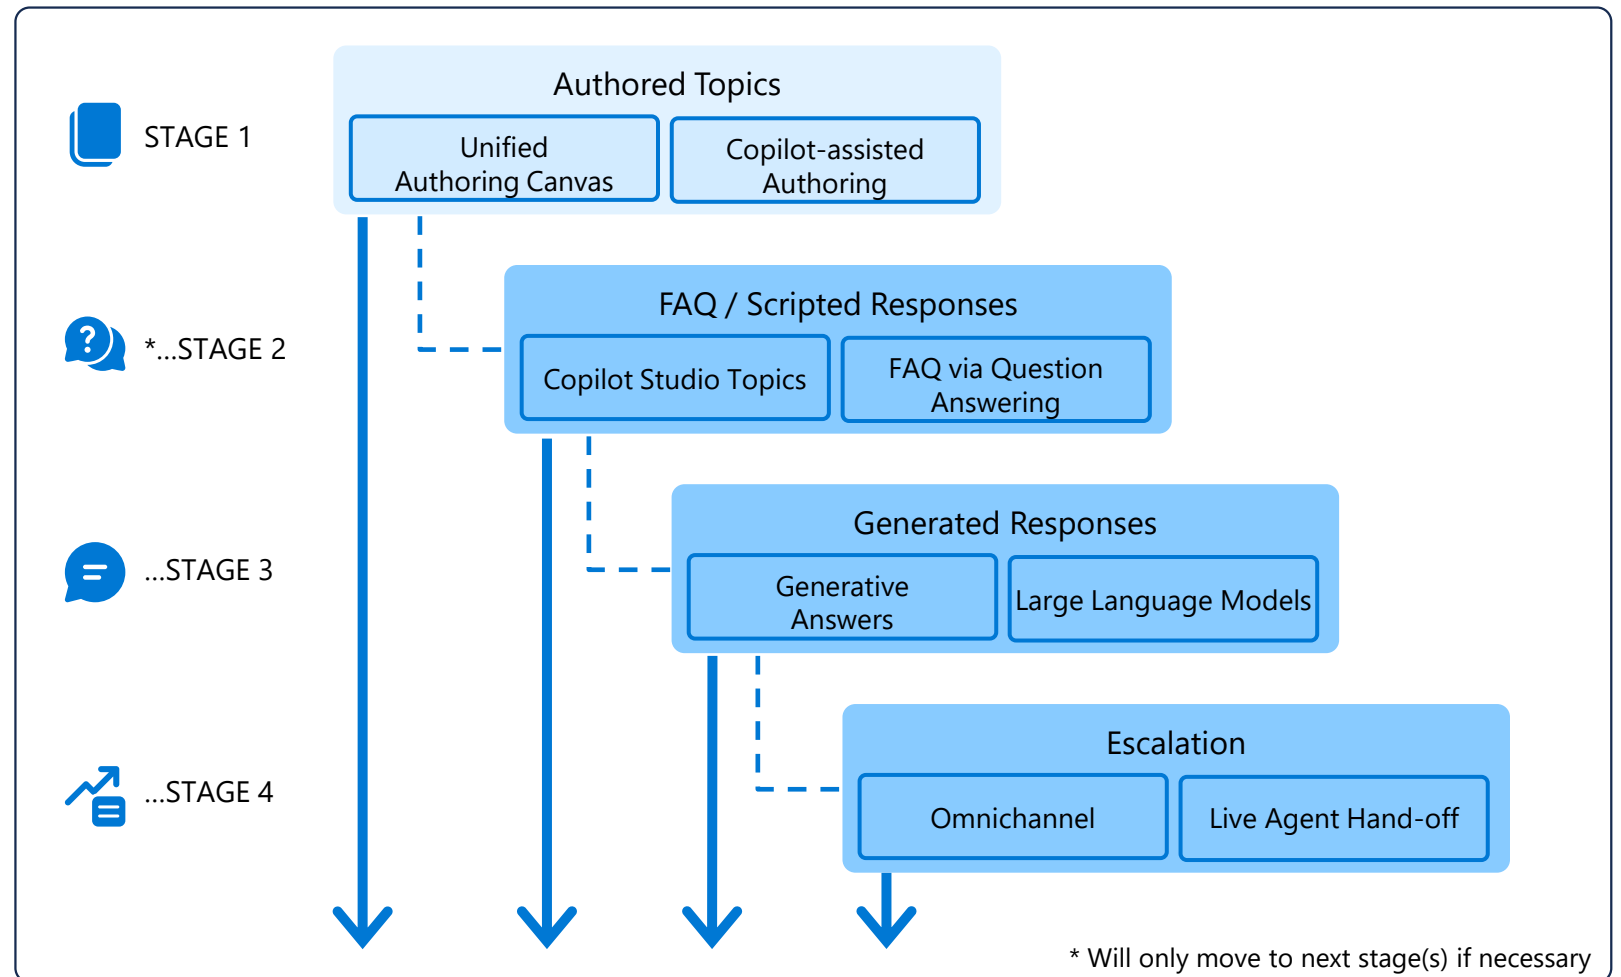 Authored Topics
STAGE 1
Unified
Authoring Canvas
Copilot-assisted
Authoring
*...STAGE 2
FAQ / Scripted Responses
Copilot Studio Topics
FAQ via Question
Answering
...STAGE 3
Generated Responses
Generative
Answers
Large Language Models
...STAGE 4
Escalation
Omnichannel
Live Agent Hand-off
* Will only move to next stage(s) if necessary